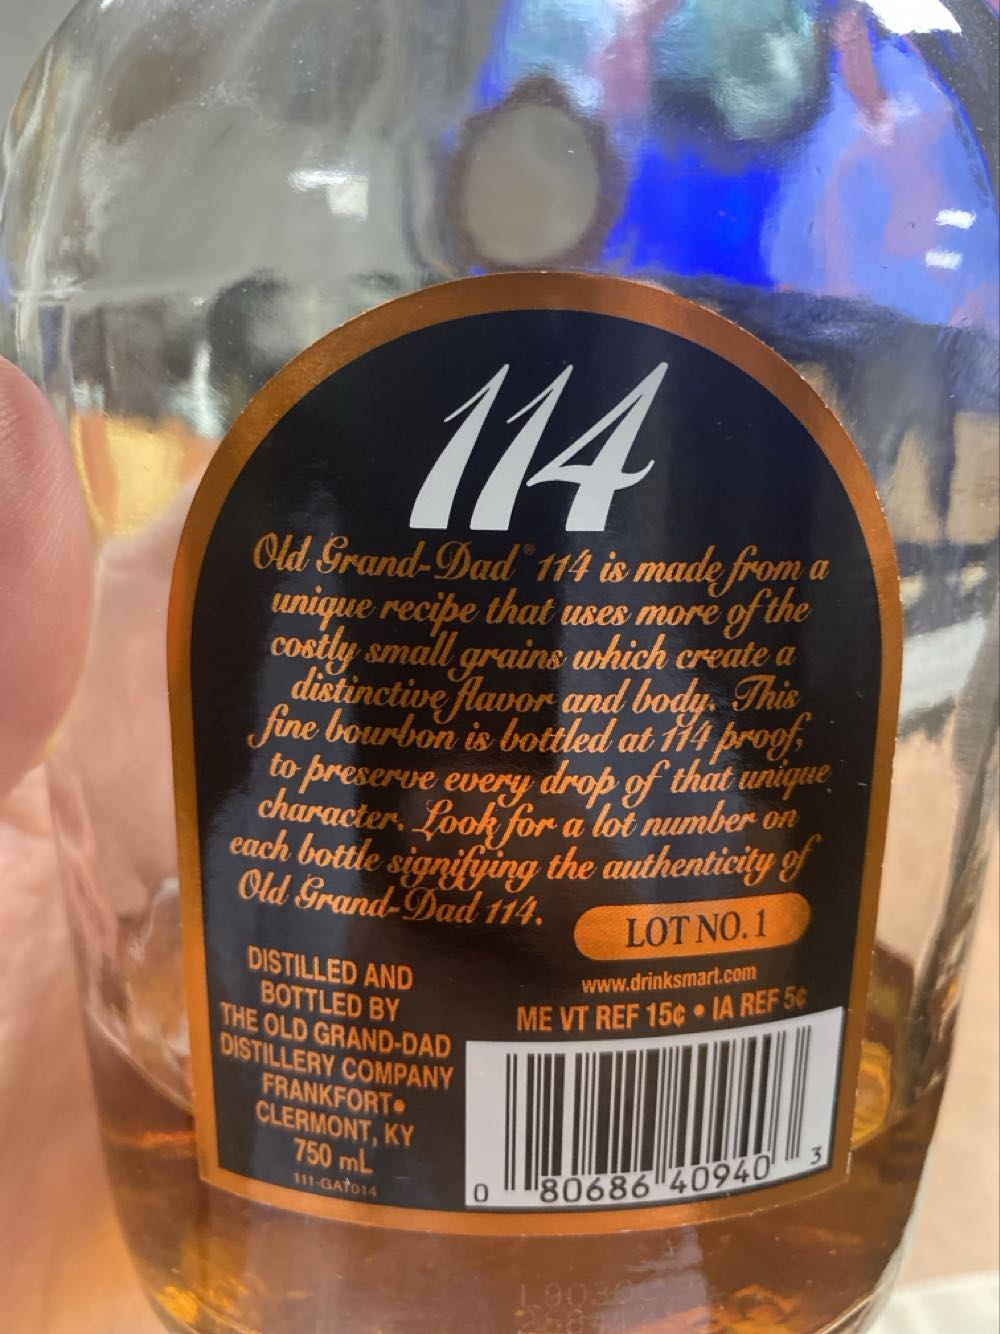 114
Old Grand-Dad® 114 is made from a
unique recipe that uses more of the
costly small grains which create a
distinctive flavor and body. This
fine bourbon is bottled at 114 proof,
to preserve every drop of that unique
character. Look for a lot number on
each bottle signifying the authenticity of
Old Grand-Dad 114.
LOT NO. 1
www.drinksmart.com
ME VT REF 15¢ • IA REF 5¢
DISTILLED AND
BOTTLED BY
THE OLD GRAND-DAD
DISTILLERY COMPANY
FRANKFORT•
CLERMONT, KY
750 mL
111-GAT014
0 80686 40940 3